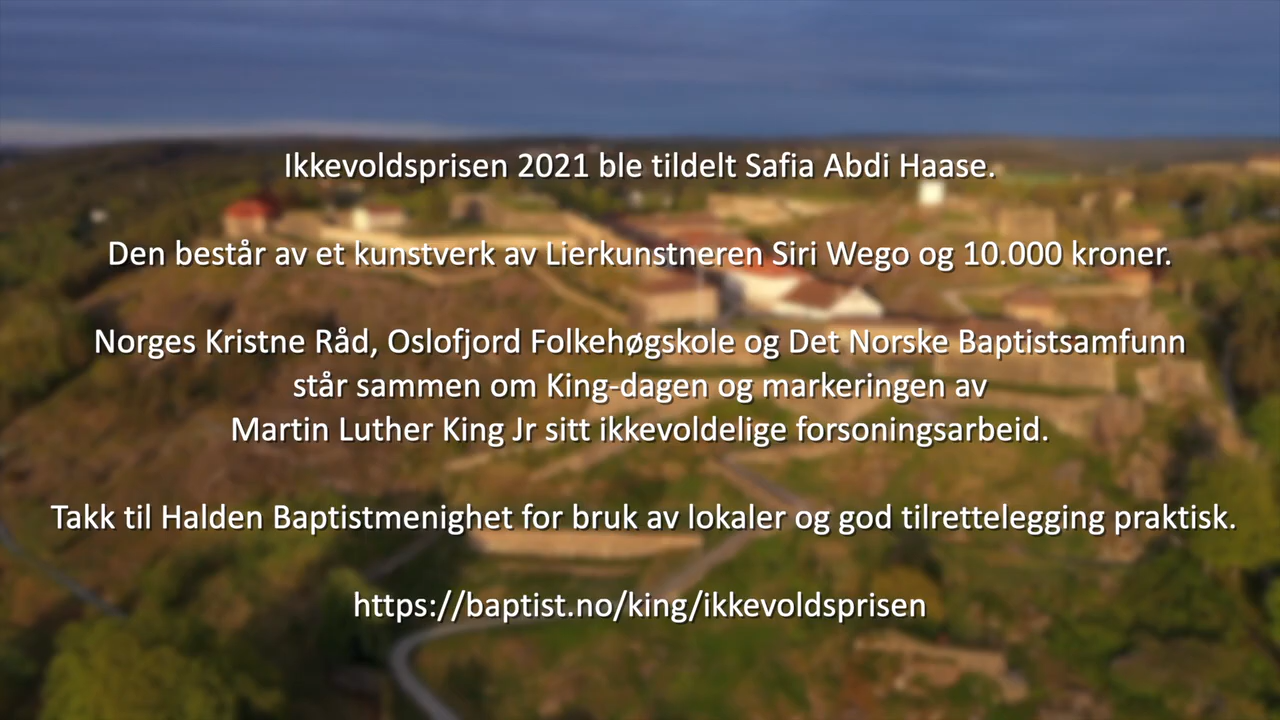 Ikkevoldsprisen 2021 ble tildelt Safia Abdi Haase.
Den består av et kunstverk av Lierkunstneren Siri Wego og 10.000 kroner.
Norges Kristne Råd, Oslofjord Folkehøgskole og Det Norske Baptistsamfunn
står sammen om King-dagen og markeringen av
Martin Luther King Jr sitt ikkevoldelige forsoningsarbeid.
Takk til Halden Baptistmenighet for bruk av lokaler og god tilrettelegging praktisk.
https://baptist.no/king/ikkevoldsprisen